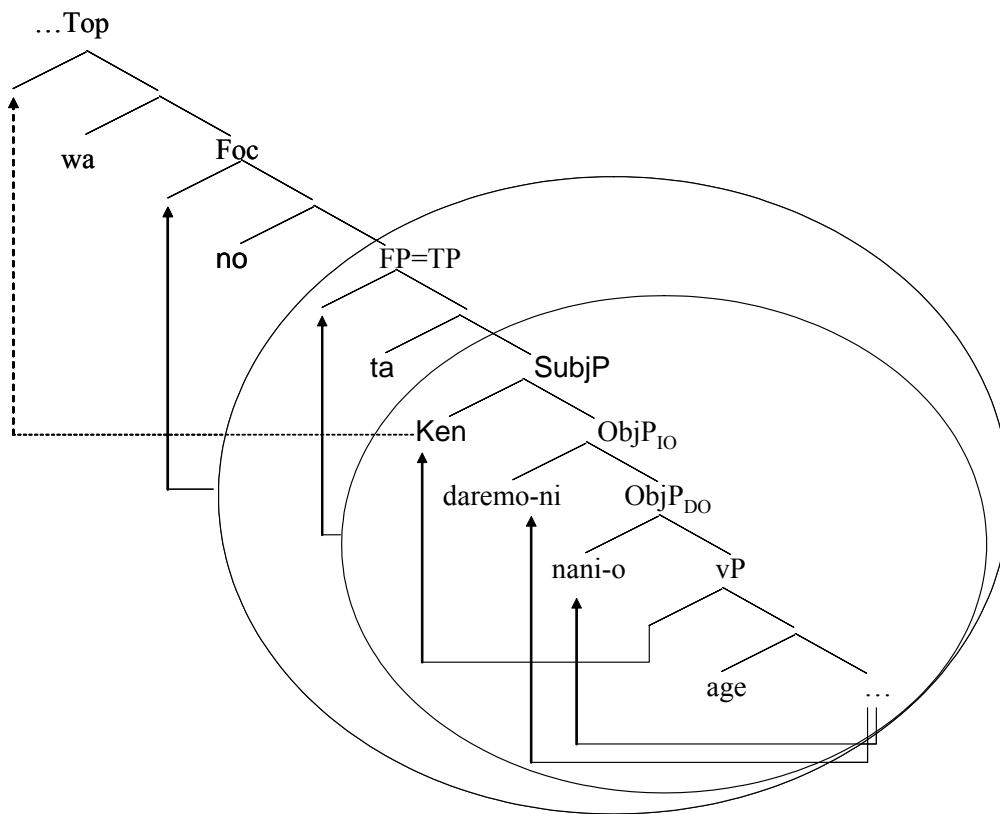 …Top
wa
Foc
no
FP=TP
ta
SubjP
Ken
ObjP_IO
daremo-ni
ObjP_DO
nani-o
vP
age
…